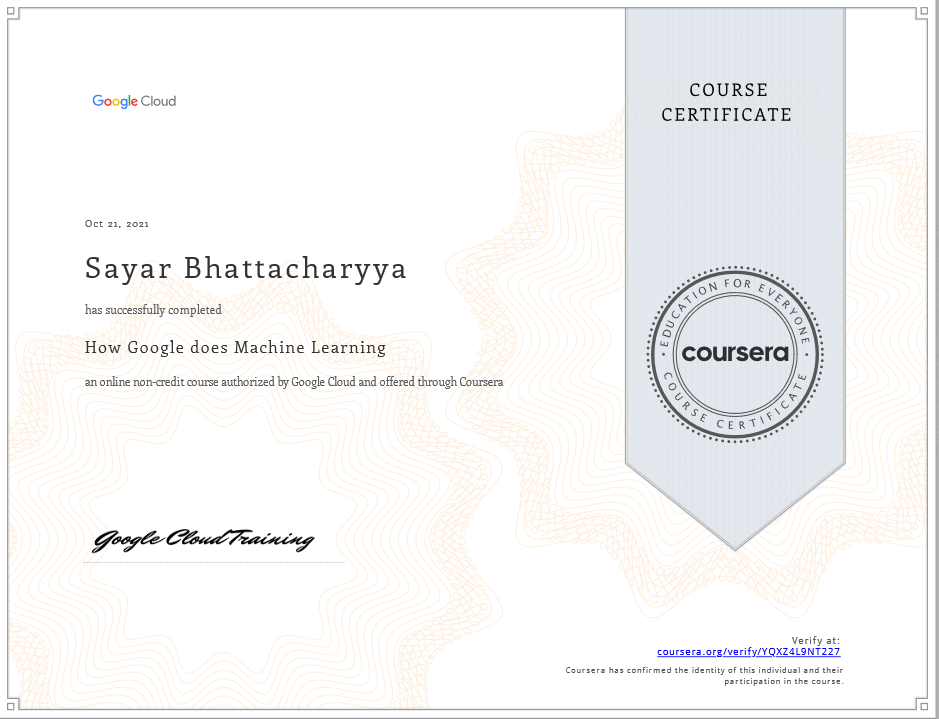 Google Cloud
COURSE
CERTIFICATE
Oct 21, 2021
Sayar Bhattacharyya
has successfully completed
How Google does Machine Learning
an online non-credit course authorized by Google Cloud and offered through Coursera
EDUCATION FOR EVERYONE
coursera
COURSE CERTIFICATE
Google Cloud Training
Verify at:
coursera.org/verify/YQXZ4L9NT2Z7
Coursera has confirmed the identity of this individual and their
participation in the course.